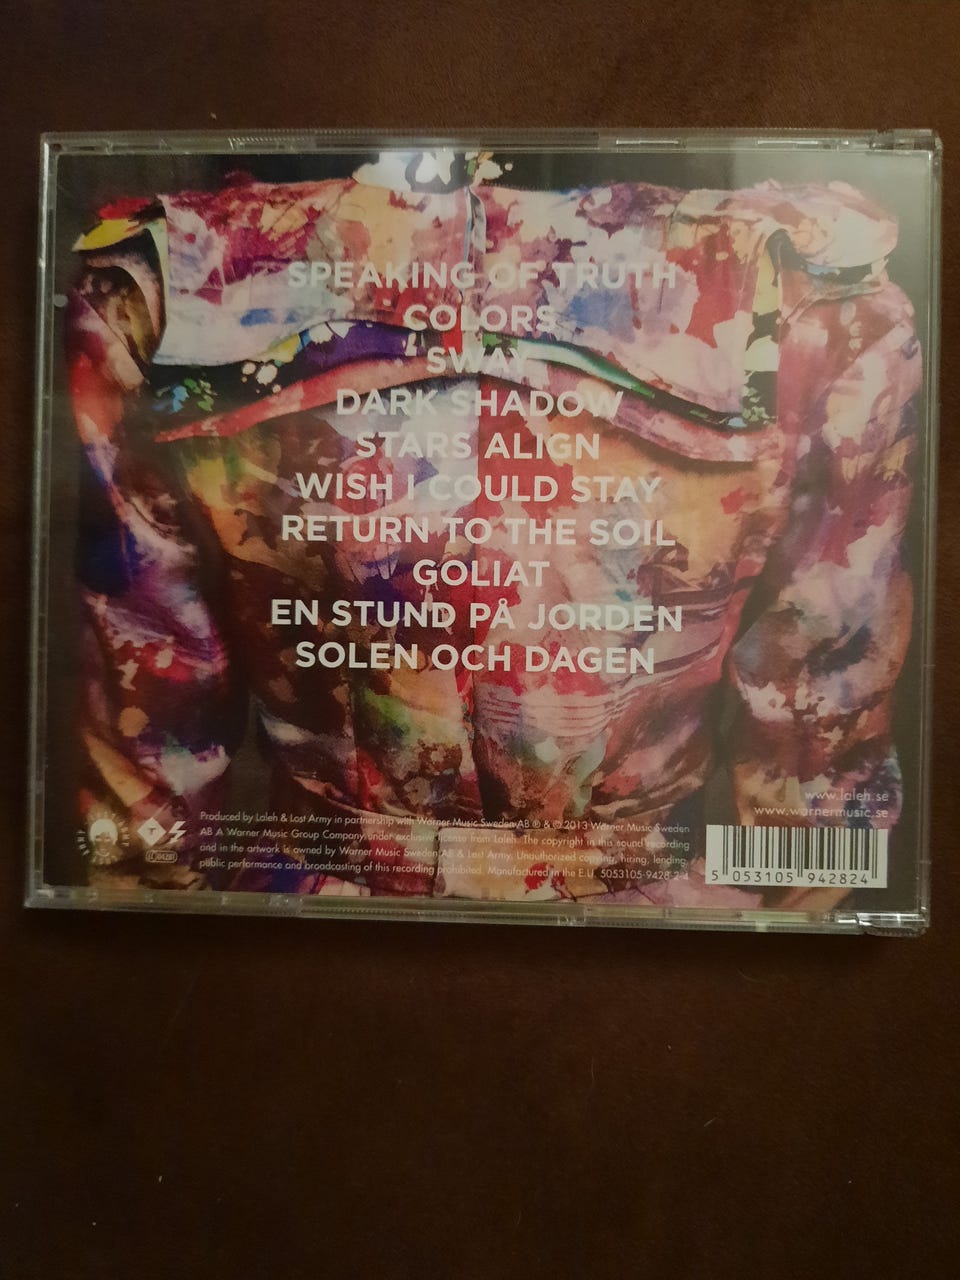 SPEAKING OF TRUTH
COLORS
SWAY
DARK SHADOW
STARS ALIGN
WISH I COULD STAY
RETURN TO THE SOIL
GOLIAT
EN STUND PÅ JORDEN
SOLEN OCH DAGEN
www.laleh.se
www.warnermusic.se
Produced by Laleh & Lost Army in partnership with Warner Music Sweden AB ℗ & © 2013 Warner Music Sweden
AB A Warner Music Group Company, under exclusive license from Laleh. The copyright in this sound recording
and in the artwork is owned by Warner Music Sweden AB & Lost Army. Unauthorized copying, hiring, lending,
public performance and broadcasting of this recording prohibited. Manufactured in the E.U. 5053105-9428-2-4
5 053105 942824